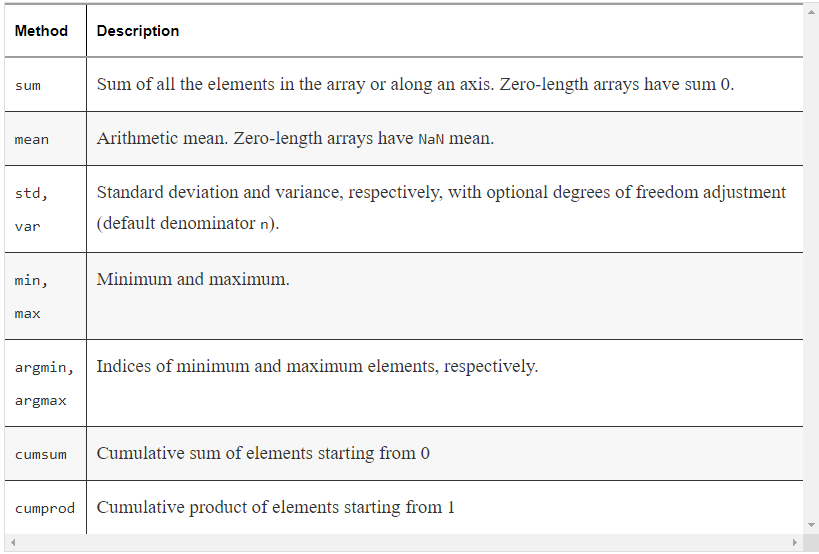 Method Description
sum Sum of all the elements in the array or along an axis. Zero-length arrays have sum 0.
mean Arithmetic mean. Zero-length arrays have NaN mean.
std, Standard deviation and variance, respectively, with optional degrees of freedom adjustment
var (default denominator n).
min, Minimum and maximum.
max
argmin, Indices of minimum and maximum elements, respectively.
argmax
cumsum Cumulative sum of elements starting from 0
cumprod Cumulative product of elements starting from 1